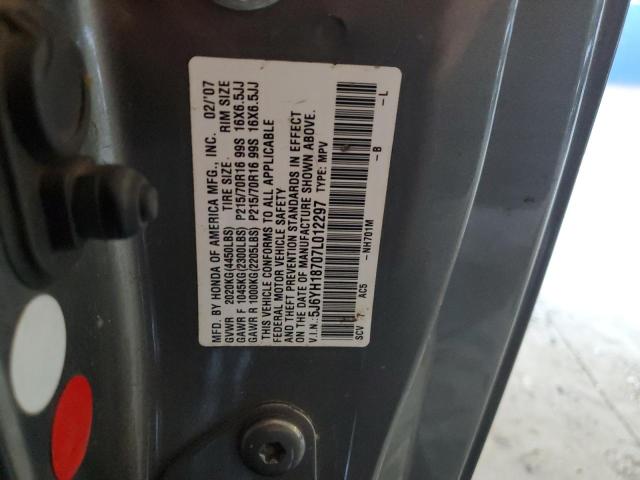 MFD. BY HONDA OF AMERICA MFG., INC. 02/'07
GVWR 2020KG(4450LBS) TIRE SIZE RIM SIZE
GAWR F 1045KG(2300LBS) P215/70R16 99S 16X6.5JJ
GAWR R 1000KG(2205LBS) P215/70R16 99S 16X6.5JJ
THIS VEHICLE CONFORMS TO ALL APPLICABLE
FEDERAL MOTOR VEHICLE SAFETY
AND THEFT PREVENTION STANDARDS IN EFFECT
ON THE DATE OF MANUFACTURE SHOWN ABOVE.
V.I.N.:5J6YH18707L012297 TYPE: MPV
SCV 7 AC5 -NH701M -B -L